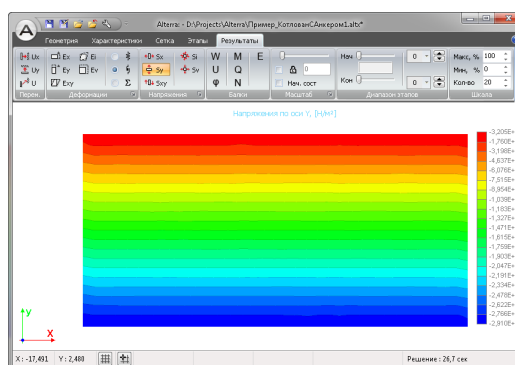 Alterra - D:\Projects\Alterra\Пример_КотлованСАнкером1.altx*
Геометрия Характеристики Сетка Этапы Результаты
Ux Ex Ei Sx Si W M E Нач 0 Макс, % 100
Uy Ey Ev Sy Sv U Q 0 Мин, % 0
U Exy Σ Sxy φ N Нач. сост Кон 0 Кол-во 20
Перем. Деформации Напряжения Балки Масштаб Диапазон этапов Шкала
Напряжения по оси Y, [Н/м²]
-3,205E+
-1,760E+
-3,198E+
-4,637E+
-6,076E+
-7,515E+
-8,955E+
-1,039E+
-1,183E+
-1,327E+
-1,471E+
-1,615E+
-1,759E+
-1,903E+
-2,047E+
-2,191E+
-2,334E+
-2,478E+
-2,622E+
-2,766E+
-2,910E+
y
X
X : -17,491 Y : 2,488 Решение : 26,7 сек